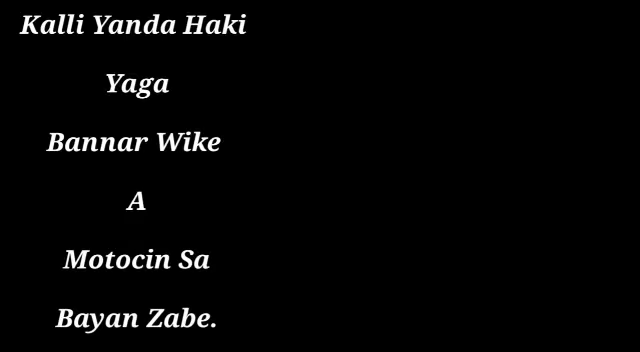 Kalli Yanda Haki
Yaga
Bannar Wike
A
Motocin Sa
Bayan Zabe.